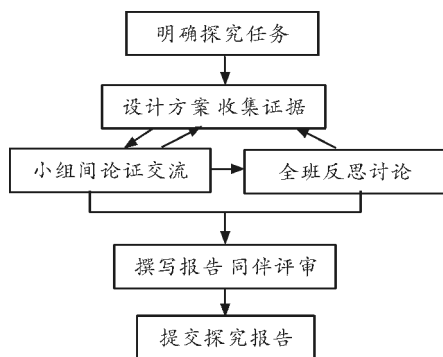 明确探究任务
设计方案 收集证据
小组间论证交流
全班反思讨论
撰写报告 同伴评审
提交探究报告